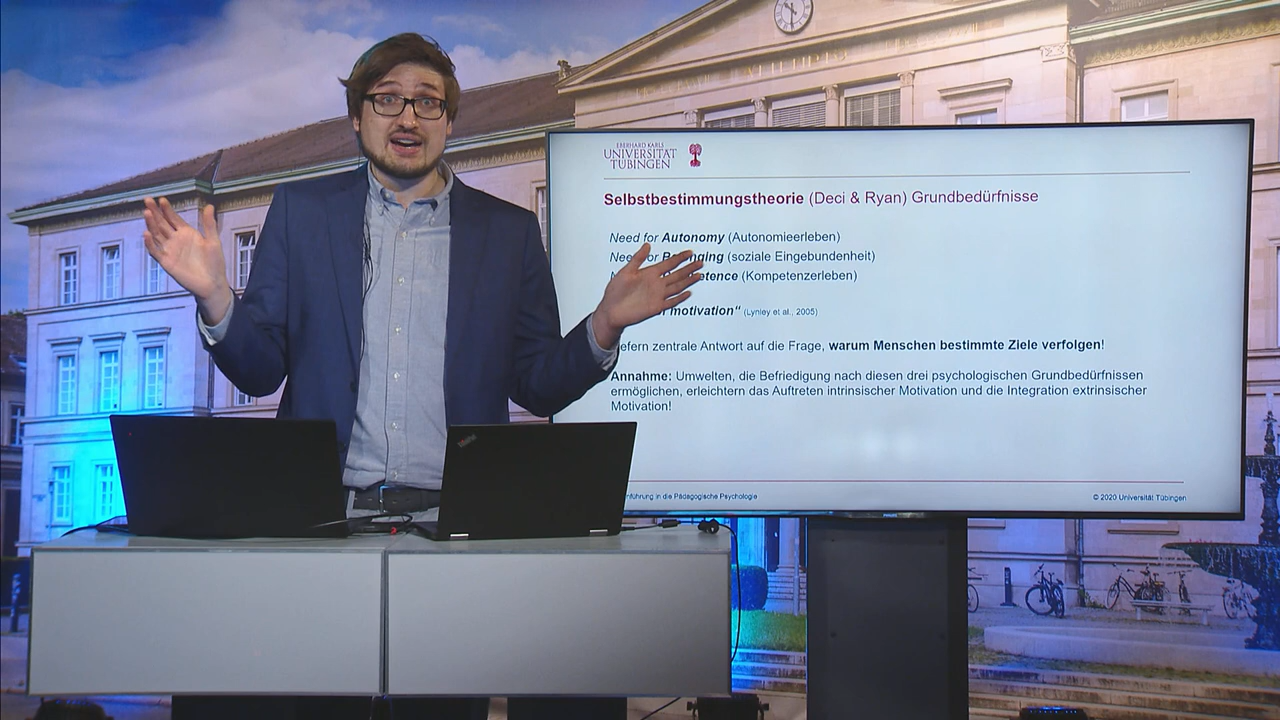 EBERHARD KARLS
UNIVERSITÄT
TÜBINGEN
Selbstbestimmungstheorie (Deci & Ryan) Grundbedürfnisse
Need for Autonomy (Autonomieerleben)
(soziale Eingebundenheit)
(Kompetenzerleben)
motivation“ (Lynley et al., 2005)
zentrale Antwort auf die Frage, warum Menschen bestimmte Ziele verfolgen!
Annahme: Umwelten, die Befriedigung nach diesen drei psychologischen Grundbedürfnissen
ermöglichen, erleichtern das Auftreten intrinsischer Motivation und die Integration extrinsischer
Motivation!
in die Pädagogische Psychologie
© 2020 Universität Tübingen
ThinkPad